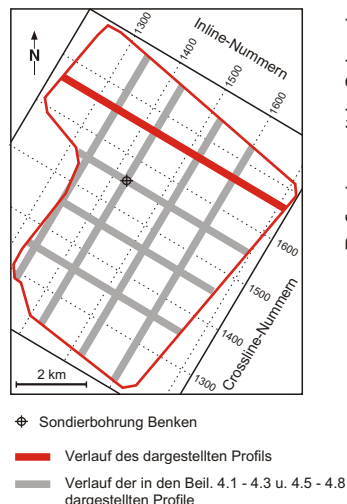 1300
1400
1500
1600
Inline-Nummern
N
1600
1500
1400
1300
Crossline-Nummern
2 km
Sondierbohrung Benken
Verlauf des dargestellten Profils
Verlauf der in den Beil. 4.1 - 4.3 u. 4.5 - 4.8
dargestellten Profile